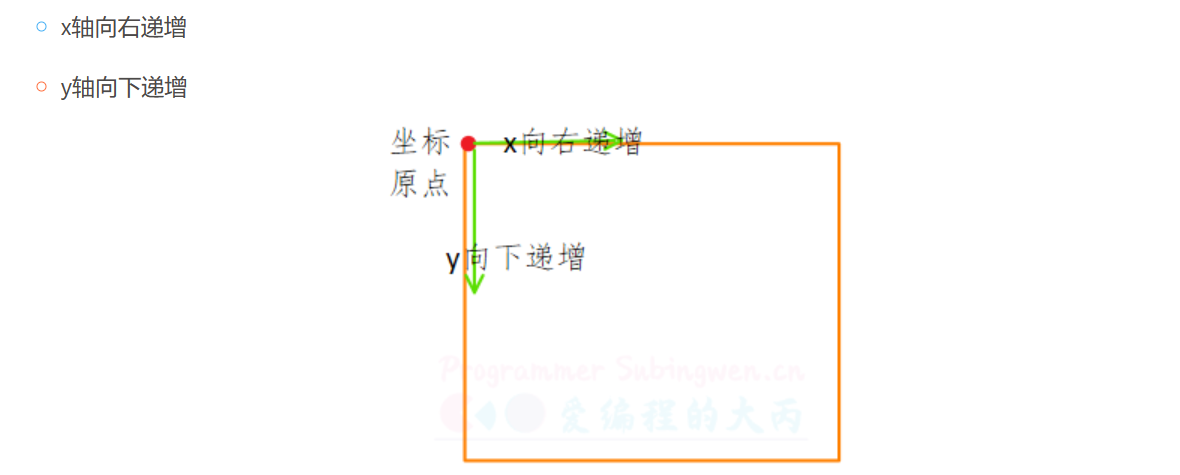 x轴向右递增
y轴向下递增
坐标 x向右递增
原点
y向下递增
Programmer Subingwen.cn
爱编程的大丙